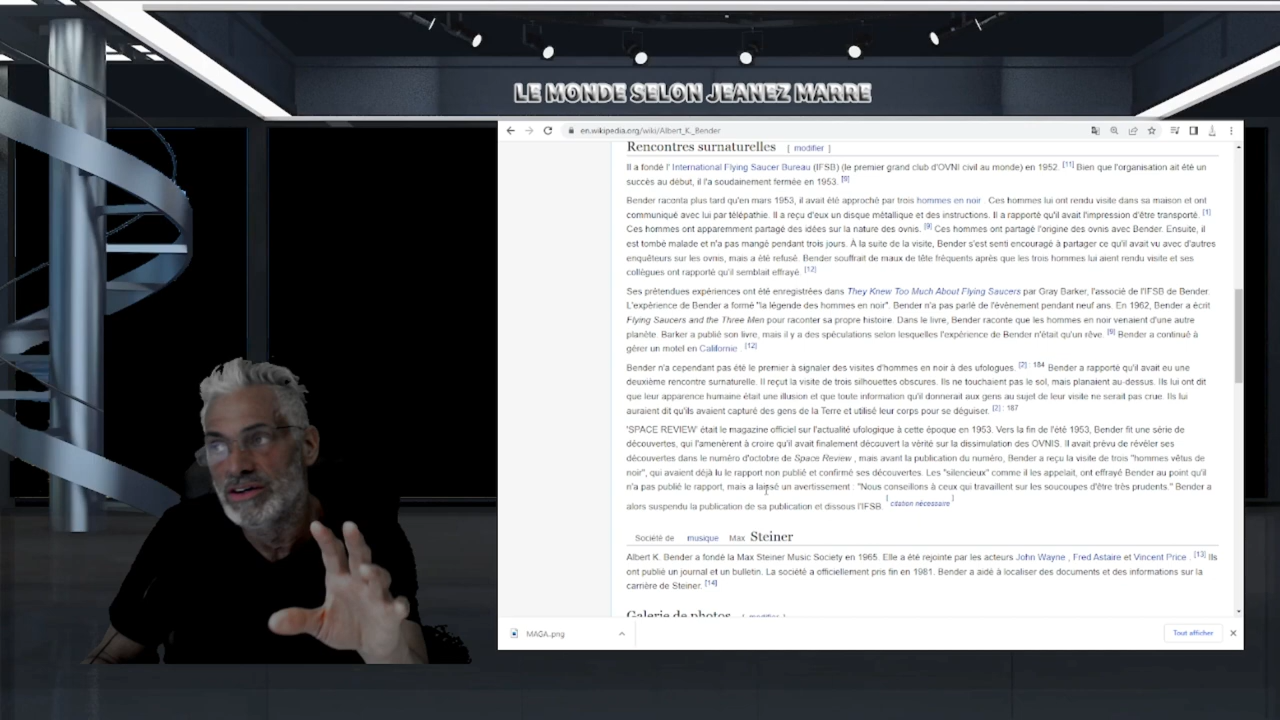 LE MONDE SELON JEANEZ MARRE
en.wikipedia.org/wiki/Albert_K._Bender
Rencontres surnaturelles [ modifier ]
Il a fondé l' International Flying Saucer Bureau (IFSB) (le premier grand club d'OVNI civil au monde) en 1952. [11] Bien que l'organisation ait été un
succès au début, il l'a soudainement fermée en 1953. [9]
Bender raconta plus tard qu'en mars 1953, il avait été approché par trois hommes en noir . Ces hommes lui ont rendu visite dans sa maison et ont
communiqué avec lui par télépathie. Il a reçu d'eux un disque métallique et des instructions. Il a rapporté qu'il avait l'impression d'être transporté. [1]
Ces hommes ont apparemment partagé des idées sur la nature des ovnis. [9] Ces hommes ont partagé l'origine des ovnis avec Bender. Ensuite, il
est tombé malade et n'a pas mangé pendant trois jours. À la suite de la visite, Bender s'est senti encouragé à partager ce qu'il avait vu avec d'autres
enquêteurs sur les ovnis, mais a été refusé. Bender souffrait de maux de tête fréquents après que les trois hommes lui aient rendu visite et ses
collègues ont rapporté qu'il semblait effrayé. [12]
Ses prétendues expériences ont été enregistrées dans They Knew Too Much About Flying Saucers par Gray Barker, l'associé de l'IFSB de Bender.
L'expérience de Bender a formé "la légende des hommes en noir". Bender n'a pas parlé de l'évènement pendant neuf ans. En 1962, Bender a écrit
Flying Saucers and the Three Men pour raconter sa propre histoire. Dans le livre, Bender raconte que les hommes en noir venaient d'une autre
planète. Barker a publié son livre, mais il y a des spéculations selon lesquelles l'expérience de Bender n'était qu'un rêve. [9] Bender a continué à
gérer un motel en Californie . [12]
Bender n'a cependant pas été le premier à signaler des visites d'hommes en noir à des ufologues. [2] : 184 Bender a rapporté qu'il avait eu une
deuxième rencontre surnaturelle. Il reçut la visite de trois silhouettes obscures. Ils ne touchaient pas le sol, mais planaient au-dessus. Ils lui ont dit
que leur apparence humaine était une illusion et que toute information qu'il donnerait aux gens au sujet de leur visite ne serait pas crue. Ils lui
auraient dit qu'ils avaient capturé des gens de la Terre et utilisé leur corps pour se déguiser. [2] : 187
'SPACE REVIEW' était le magazine officiel sur l'actualité ufologique à cette époque en 1953. Vers la fin de l'été 1953, Bender fit une série de
découvertes, qui l'amenèrent à croire qu'il avait finalement découvert la vérité sur la dissimulation des OVNIS. Il avait prévu de révéler ses
découvertes dans le numéro d'octobre de Space Review , mais avant la publication du numéro, Bender a reçu la visite de trois "hommes vêtus de
noir", qui avaient déjà lu le rapport non publié et confirmé ses découvertes. Les "silencieux" comme il les appelait, ont effrayé Bender au point qu'il
n'a pas publié le rapport, mais a laissé un avertissement : "Nous conseillons à ceux qui travaillent sur les soucoupes d'être très prudents." Bender a
alors suspendu la publication de sa publication et dissous l'IFSB. [ citation nécessaire ]
Société de musique Max Steiner
Albert K. Bender a fondé la Max Steiner Music Society en 1965. Elle a été rejointe par les acteurs John Wayne , Fred Astaire et Vincent Price . [13] Ils
ont publié un journal et un bulletin. La société a officiellement pris fin en 1981. Bender a aidé à localiser des documents et des informations sur la
carrière de Steiner. [14]
Galerie de photos [ modifier ]
MAGA.png
Tout afficher